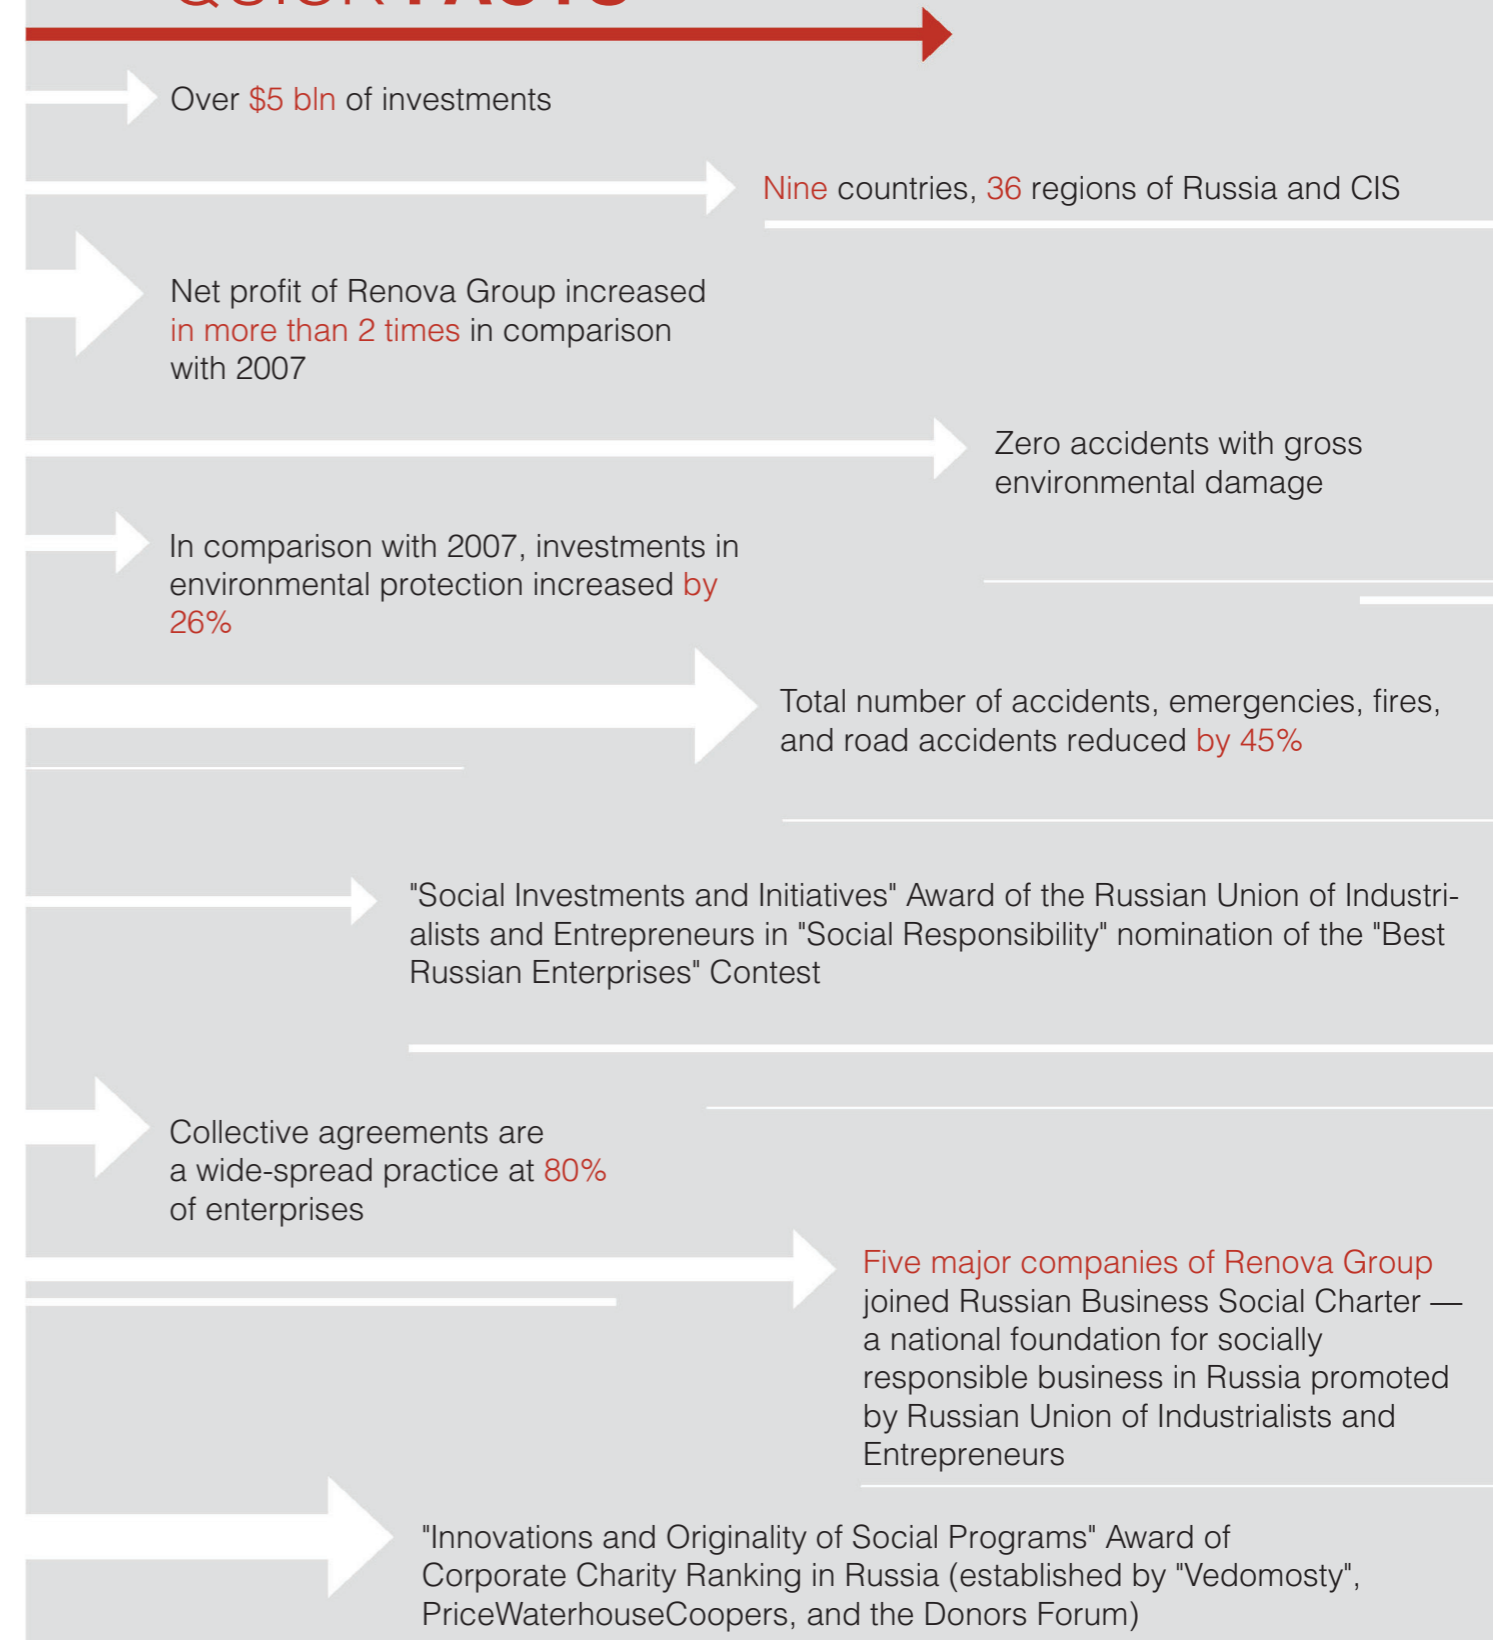 QUICK FACTS
Over $5 bln of investments
Nine countries, 36 regions of Russia and CIS
Net profit of Renova Group increased
in more than 2 times in comparison
with 2007
Zero accidents with gross
environmental damage
In comparison with 2007, investments in
environmental protection increased by
26%
Total number of accidents, emergencies, fires,
and road accidents reduced by 45%
"Social Investments and Initiatives" Award of the Russian Union of Industri-
alists and Entrepreneurs in "Social Responsibility" nomination of the "Best
Russian Enterprises" Contest
Collective agreements are
a wide-spread practice at 80%
of enterprises
Five major companies of Renova Group
joined Russian Business Social Charter —
a national foundation for socially
responsible business in Russia promoted
by Russian Union of Industrialists and
Entrepreneurs
"Innovations and Originality of Social Programs" Award of
Corporate Charity Ranking in Russia (established by "Vedomosty",
PriceWaterhouseCoopers, and the Donors Forum)